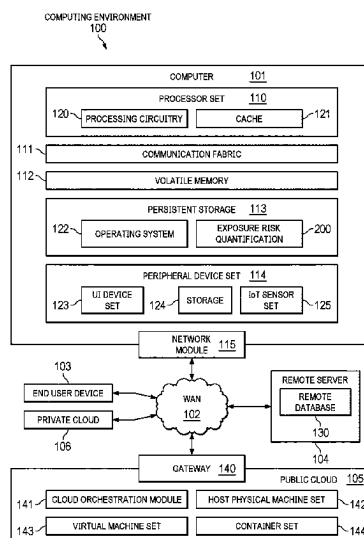 COMPUTING ENVIRONMENT
100
COMPUTER 101
PROCESSOR SET 110
120 PROCESSING CIRCUITRY CACHE 121
111 COMMUNICATION FABRIC
112 VOLATILE MEMORY
PERSISTENT STORAGE 113
122 OPERATING SYSTEM EXPOSURE RISK QUANTIFICATION 200
PERIPHERAL DEVICE SET 114
123 UI DEVICE SET 124 STORAGE IoT SENSOR SET 125
NETWORK MODULE 115
103
END USER DEVICE
PRIVATE CLOUD
106
WAN
102
REMOTE SERVER
REMOTE DATABASE
130
104
GATEWAY 140
PUBLIC CLOUD 105
141 CLOUD ORCHESTRATION MODULE HOST PHYSICAL MACHINE SET 142
143 VIRTUAL MACHINE SET CONTAINER SET 144